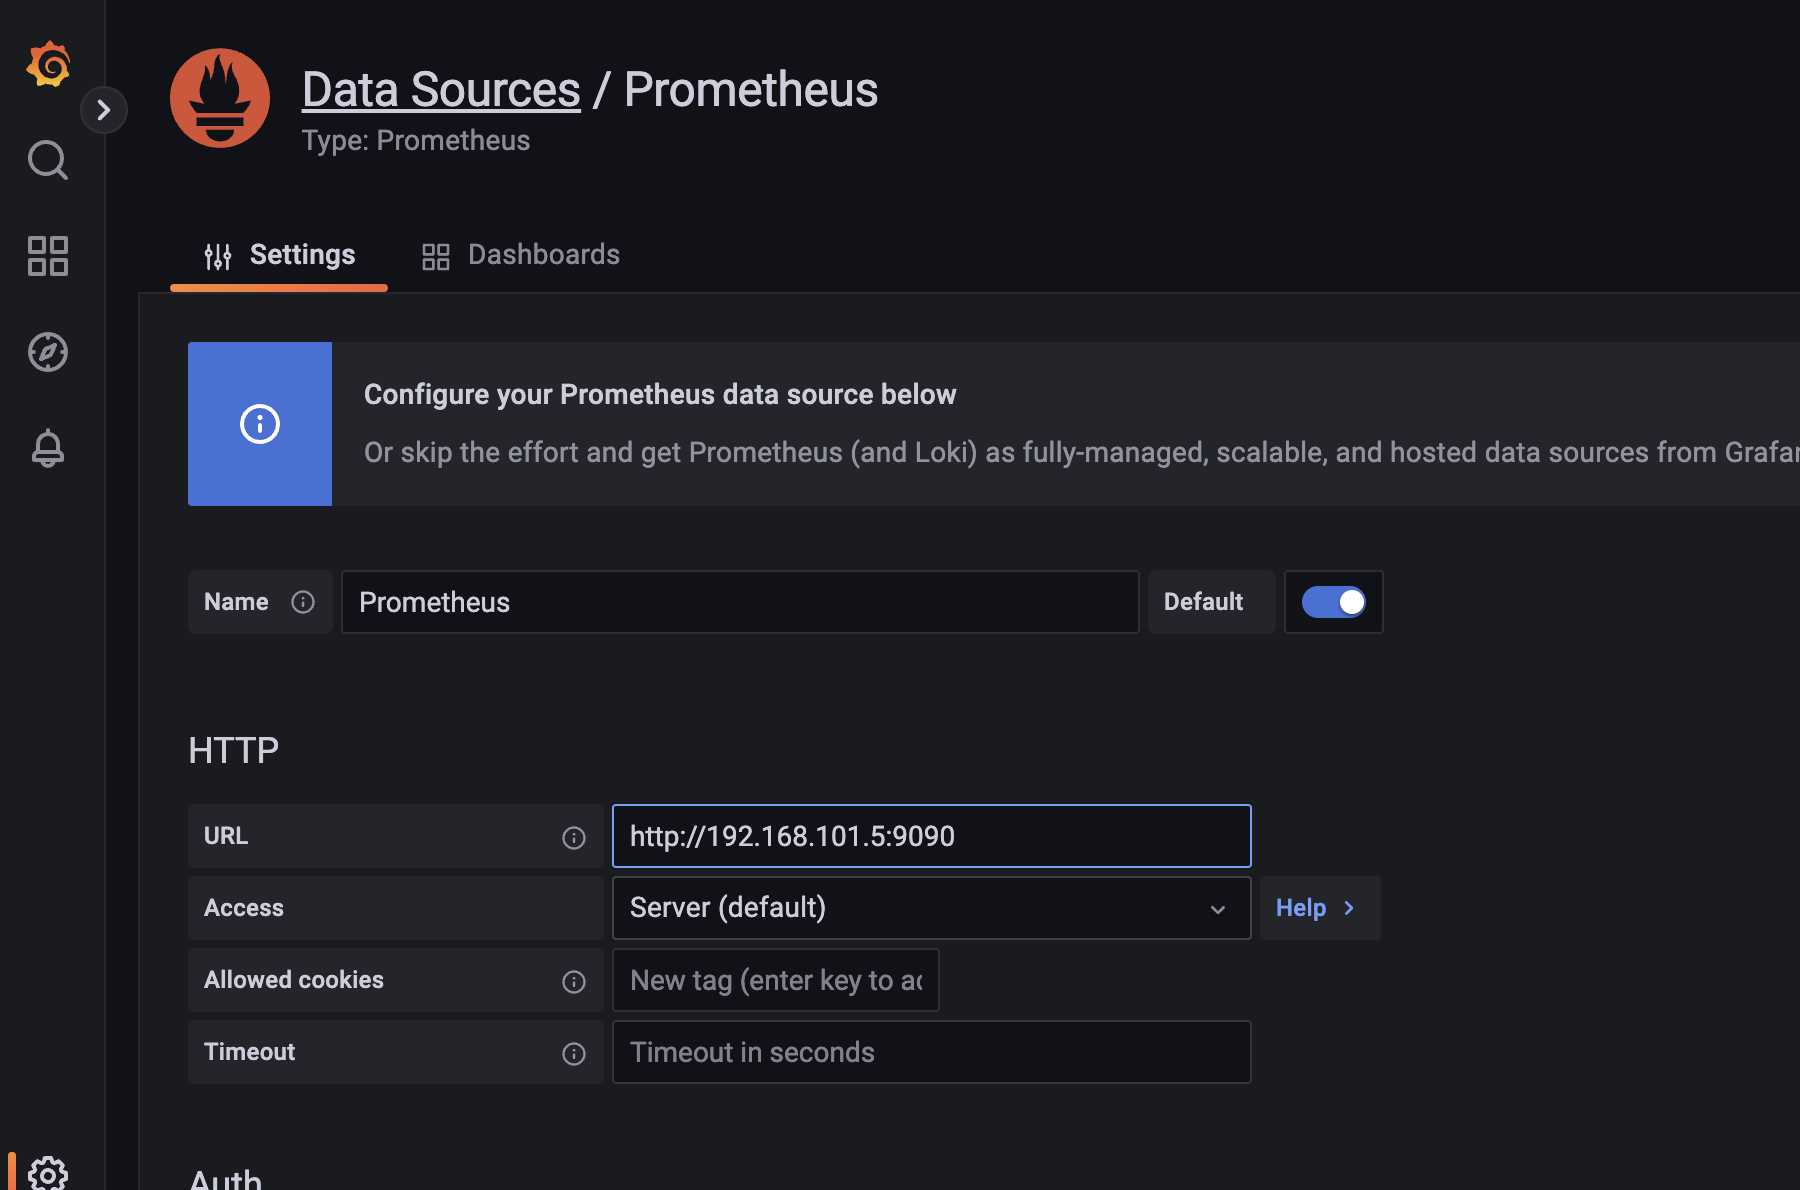 Data Sources / Prometheus
Type: Prometheus
Settings
Dashboards
Configure your Prometheus data source below
Or skip the effort and get Prometheus (and Loki) as fully-managed, scalable, and hosted data sources from Grafan
Name
Prometheus
Default
HTTP
URL
http://192.168.101.5:9090
Access
Server (default)
Help
Allowed cookies
New tag (enter key to ad
Timeout
Timeout in seconds
Auth